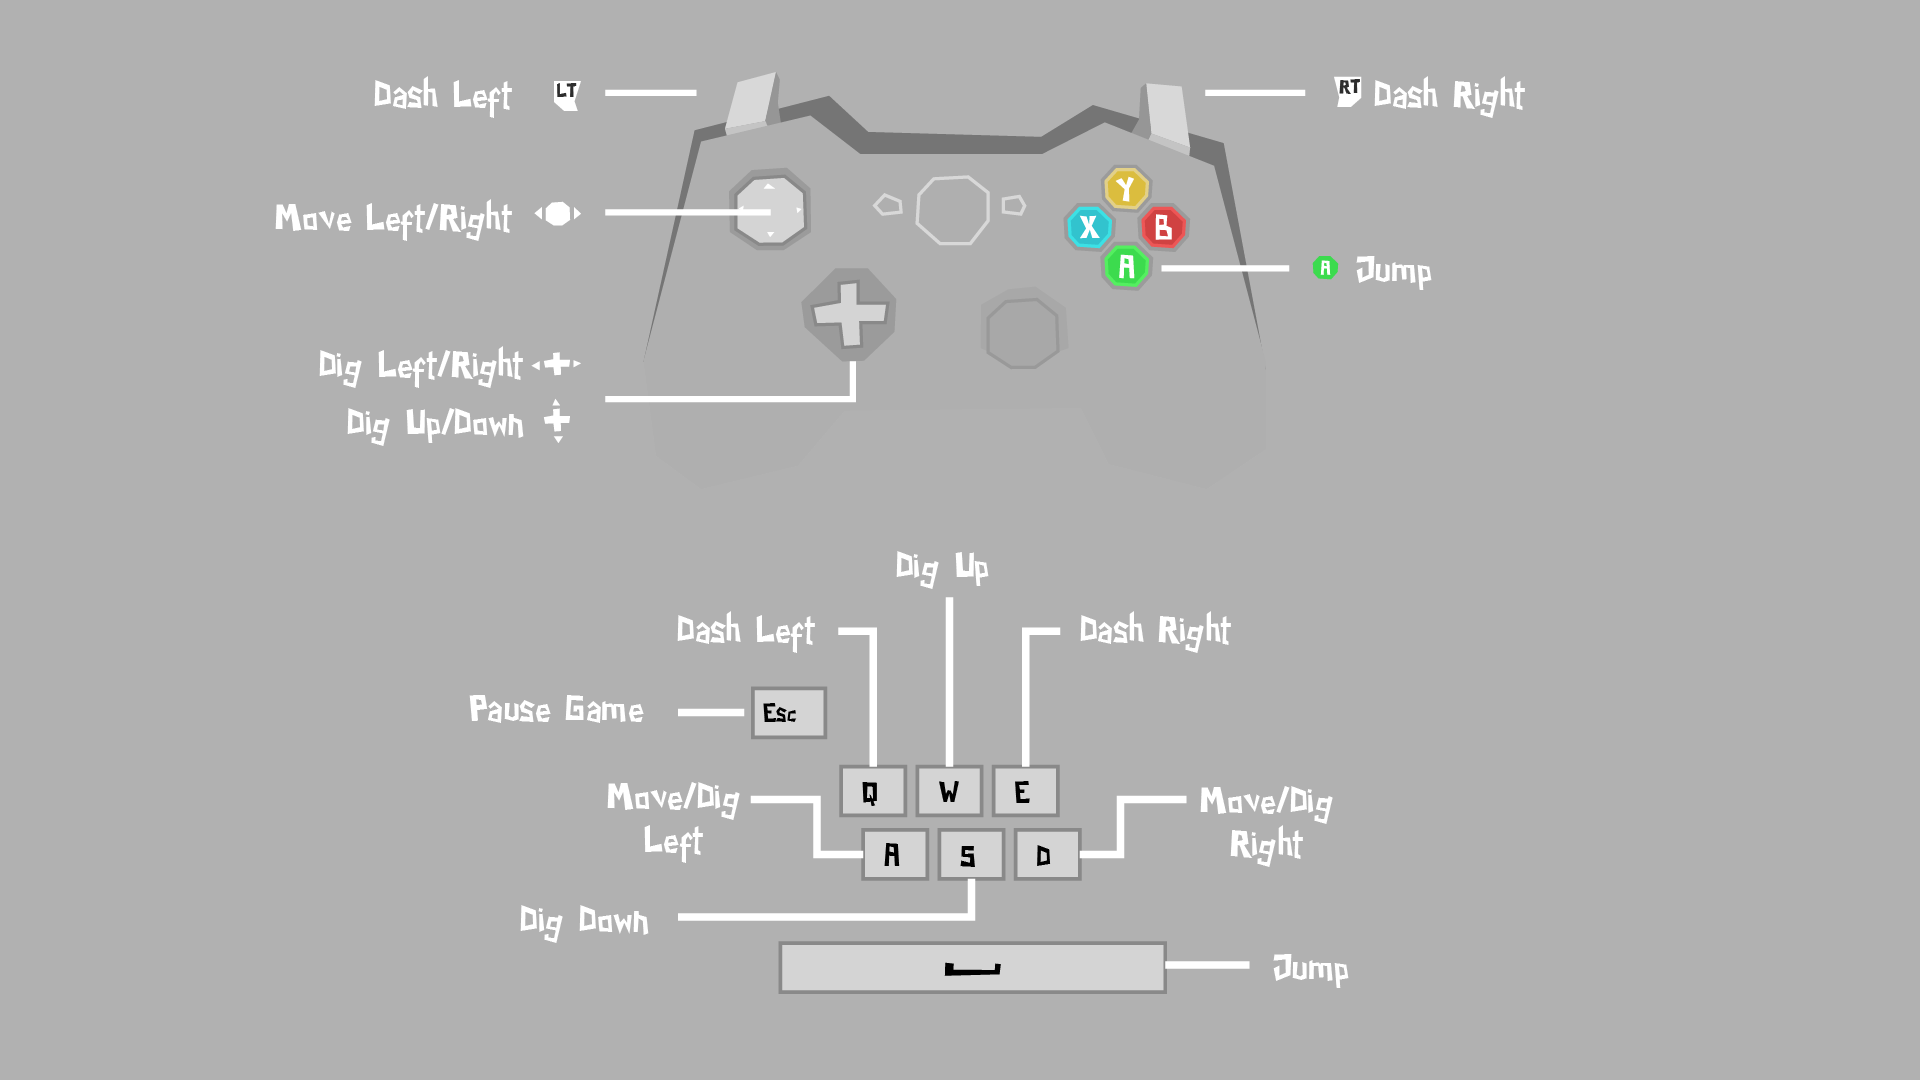 Dash Left LT
RT Dash Right
Move Left/Right
Y
X B
A
A Jump
Dig Left/Right
Dig Up/Down
Dig Up
Dash Left
Dash Right
Pause Game
Esc
Q W E
Move/Dig
Left
Move/Dig
Right
A S D
Dig Down
Jump